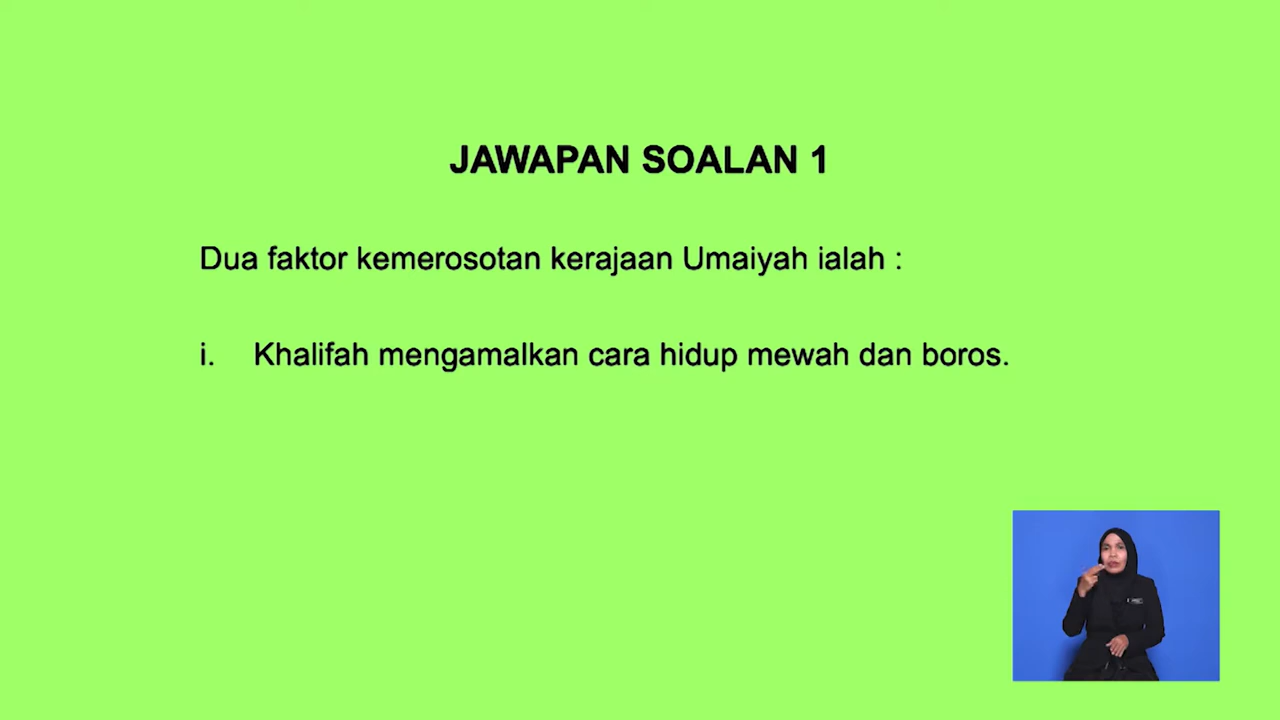 JAWAPAN SOALAN 1
Dua faktor kemerosotan kerajaan Umaiyah ialah :
i. Khalifah mengamalkan cara hidup mewah dan boros.